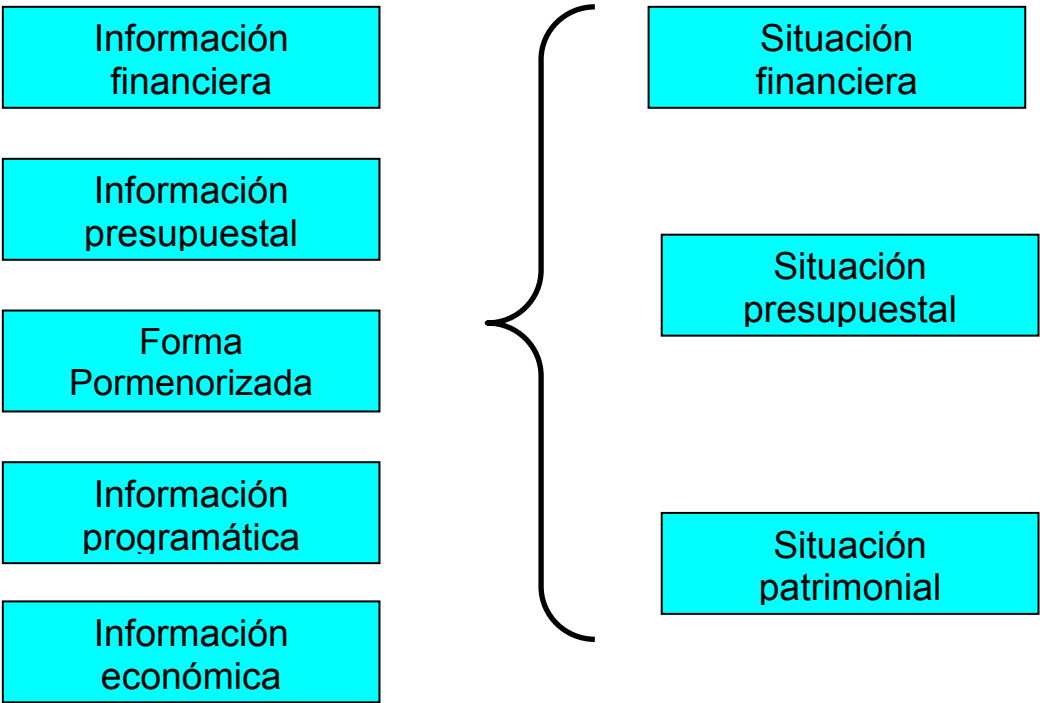 Información
financiera
Información
presupuestal
Forma
Pormenorizada
Información
programática
Información
económica
Situación
financiera
Situación
presupuestal
Situación
patrimonial